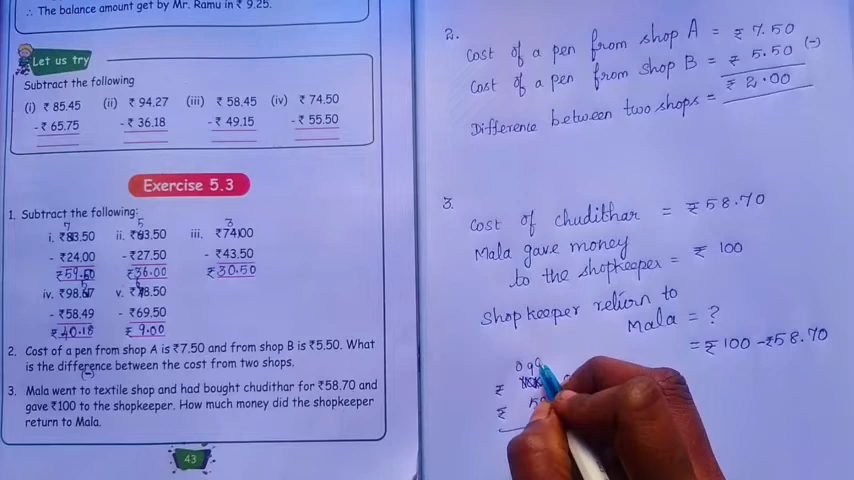 ∴ The balance amount get by Mr. Ramu in ₹ 9.25.
Let us try
Subtract the following
(i) ₹ 85.45 (ii) ₹ 94.27 (iii) ₹ 58.45 (iv) ₹ 74.50
- ₹ 65.75 - ₹ 36.18 - ₹ 49.15 - ₹ 55.50
Exercise 5.3
1. Subtract the following:
7 5 3
i. ₹83.50 ii. ₹63.50 iii. ₹74.00
- ₹24.00 - ₹27.50 - ₹43.50
₹59.50 ₹36.00 ₹30.50
iv. ₹98.67 v. ₹78.50
- ₹58.49 - ₹69.50
₹40.18 ₹9.00
2. Cost of a pen from shop A is ₹7.50 and from shop B is ₹5.50. What
is the difference between the cost from two shops.
(-)
3. Mala went to textile shop and had bought chudithar for ₹58.70 and
gave ₹100 to the shopkeeper. How much money did the shopkeeper
return to Mala.
43
2.
Cost of a pen from shop A = ₹ 7.50
Cost of a pen from shop B = ₹ 5.50 (-)
Difference between two shops = ₹ 2.00
3.
Cost of chudithar = ₹58.70
Mala gave money
to the shopkeeper = ₹ 100
Shopkeeper return to
Mala = ?
= ₹ 100 - ₹58.70
0 9 9
₹
₹